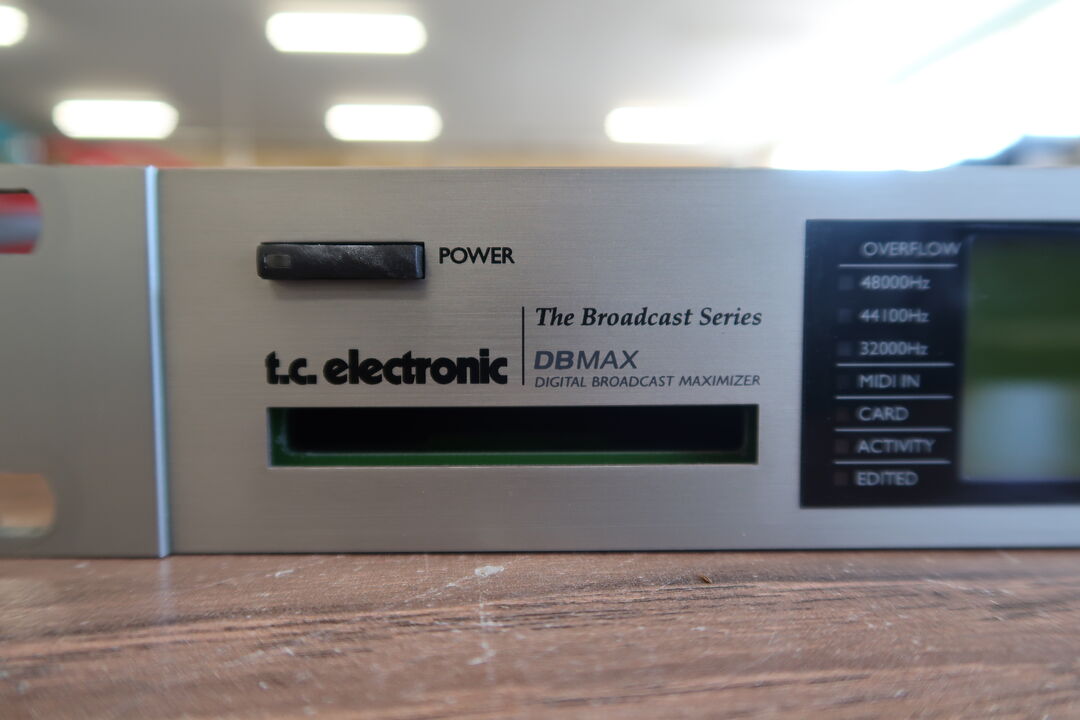 POWER
The Broadcast Series
t.c. electronic
DBMAX
DIGITAL BROADCAST MAXIMIZER
OVERFLOW
48000Hz
44100Hz
32000Hz
MIDI IN
CARD
ACTIVITY
EDITED